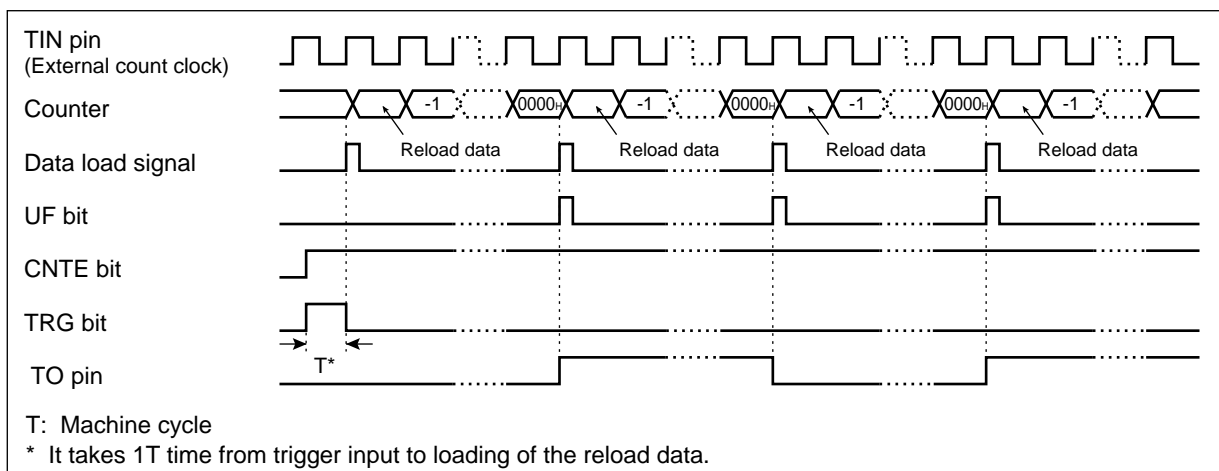 TIN pin
(External count clock)
Counter
-1 0000H -1 0000H -1 0000H -1
Reload data Reload data Reload data Reload data
Data load signal
UF bit
CNTE bit
TRG bit
T*
TO pin
T: Machine cycle
* It takes 1T time from trigger input to loading of the reload data.